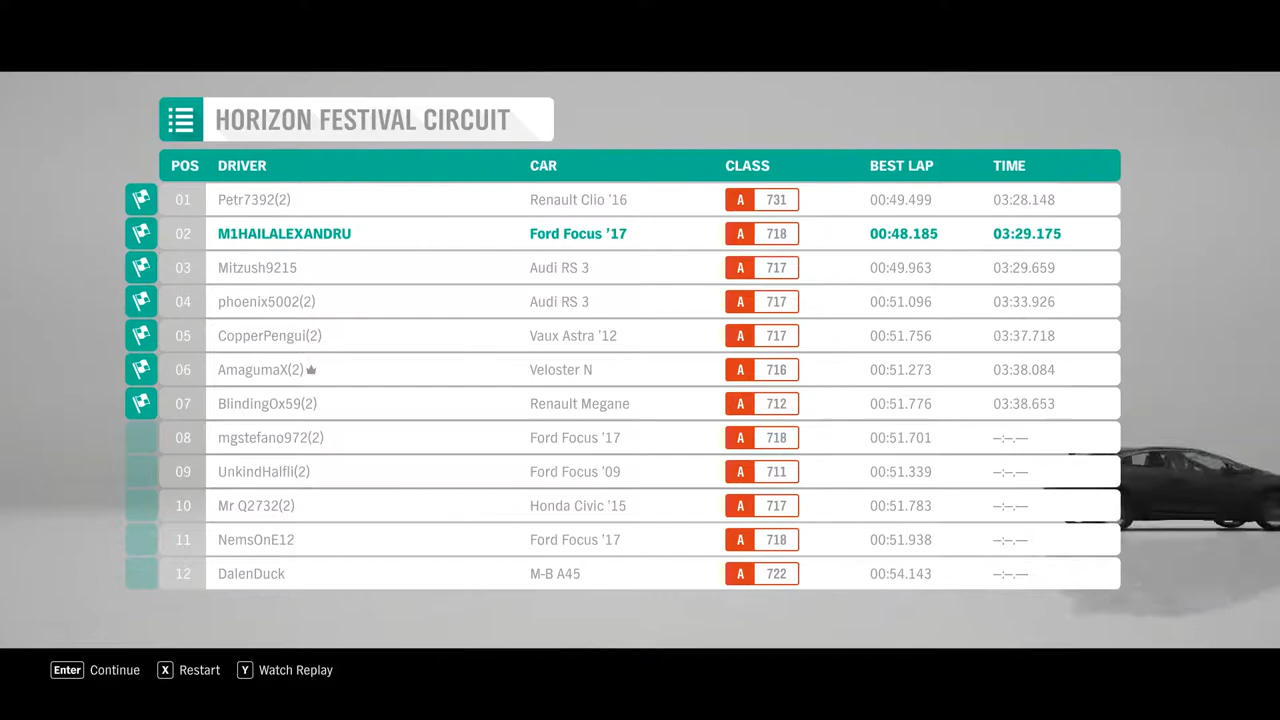 HORIZON FESTIVAL CIRCUIT
POS DRIVER CAR CLASS BEST LAP TIME
01 Petr7392(2) Renault Clio '16 A 731 00:49.499 03:28.148
02 M1HAILALEXANDRU Ford Focus '17 A 718 00:48.185 03:29.175
03 Mitzush9215 Audi RS 3 A 717 00:49.963 03:29.659
04 phoenix5002(2) Audi RS 3 A 717 00:51.096 03:33.926
05 CopperPengui(2) Vaux Astra '12 A 717 00:51.756 03:37.718
06 AmagumaX(2) Veloster N A 716 00:51.273 03:38.084
07 BlindingOx59(2) Renault Megane A 712 00:51.776 03:38.653
08 mgstefano972(2) Ford Focus '17 A 718 00:51.701 --:--.---
09 UnkindHalfli(2) Ford Focus '09 A 711 00:51.339 --:--.---
10 Mr Q2732(2) Honda Civic '15 A 717 00:51.783 --:--.---
11 NemsOnE12 Ford Focus '17 A 718 00:51.938 --:--.---
12 DalenDuck M-B A45 A 722 00:54.143 --:--.---
Enter Continue X Restart Y Watch Replay